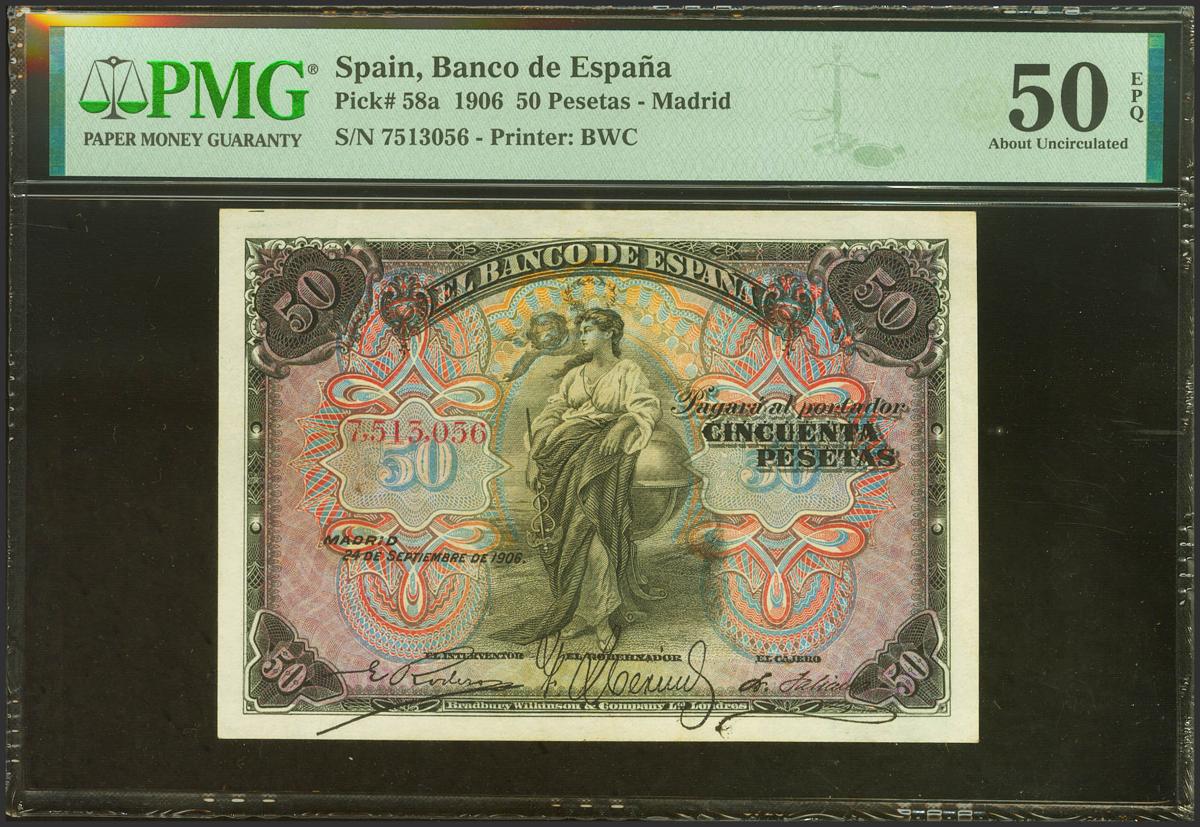 PMG®
PAPER MONEY GUARANTY
Spain, Banco de España
Pick# 58a 1906 50 Pesetas - Madrid
S/N 7513056 - Printer: BWC
50
EPQ
About Uncirculated
50
EL BANCO DE ESPAÑA
50
Pagará al portador
7,513,056
CINCUENTA
50
PESETAS
50
MADRID
24 DE SEPTIEMBRE DE 1906.
EL INTERVENTOR
EL GOBERNADOR
EL CAJERO
50
50
Bradbury Wilkinson & Company Ld. Londres